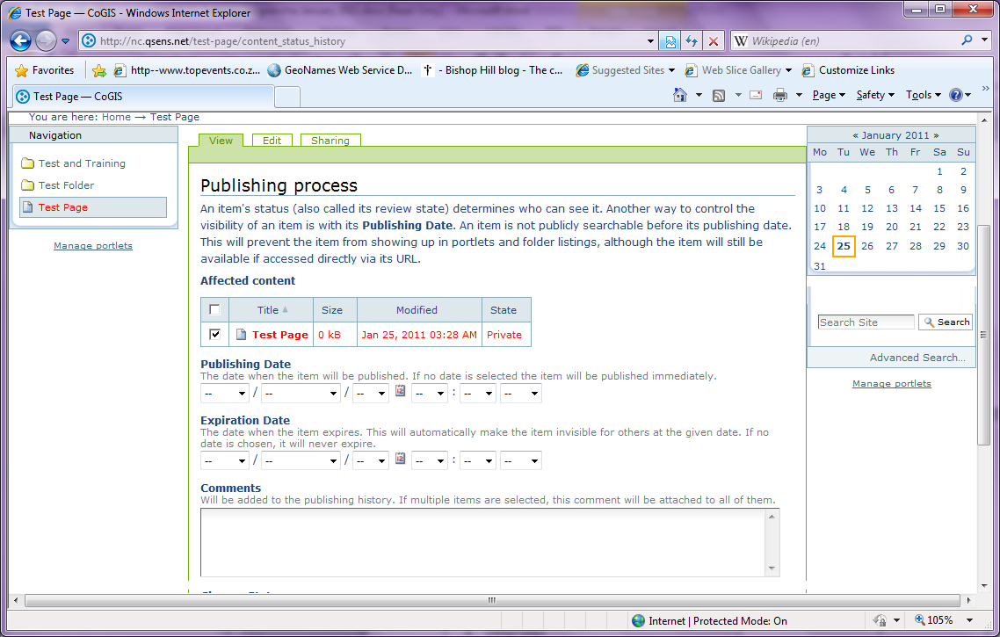 Test Page — CoGIS - Windows Internet Explorer
http://nc.qsens.net/test-page/content_status_history
Wikipedia (en)
Favorites
http--www.topevents.co.z...
GeoNames Web Service D...
- Bishop Hill blog - The c...
Suggested Sites
Web Slice Gallery
Customize Links
Test Page — CoGIS
Page
Safety
Tools
»
You are here: Home → Test Page
Navigation
Test and Training
Test Folder
Test Page
Manage portlets
View
Edit
Sharing
Publishing process
An item's status (also called its review state) determines who can see it. Another way to control the
visibility of an item is with its Publishing Date. An item is not publicly searchable before its publishing date.
This will prevent the item from showing up in portlets and folder listings, although the item will still be
available if accessed directly via its URL.
Affected content
Title Size Modified State
Test Page 0 kB Jan 25, 2011 03:28 AM Private
Publishing Date
The date when the item will be published. If no date is selected the item will be published immediately.
-- / -- / -- -- : -- --
Expiration Date
The date when the item expires. This will automatically make the item invisible for others at the given date. If no
date is chosen, it will never expire.
-- / -- / -- -- : -- --
Comments
Will be added to the publishing history. If multiple items are selected, this comment will be attached to all of them.
« January 2011 »
Mo Tu We Th Fr Sa Su
1 2
3 4 5 6 7 8 9
10 11 12 13 14 15 16
17 18 19 20 21 22 23
24 25 26 27 28 29 30
31
Search Site
Search
Advanced Search...
Manage portlets
Internet | Protected Mode: On
105%